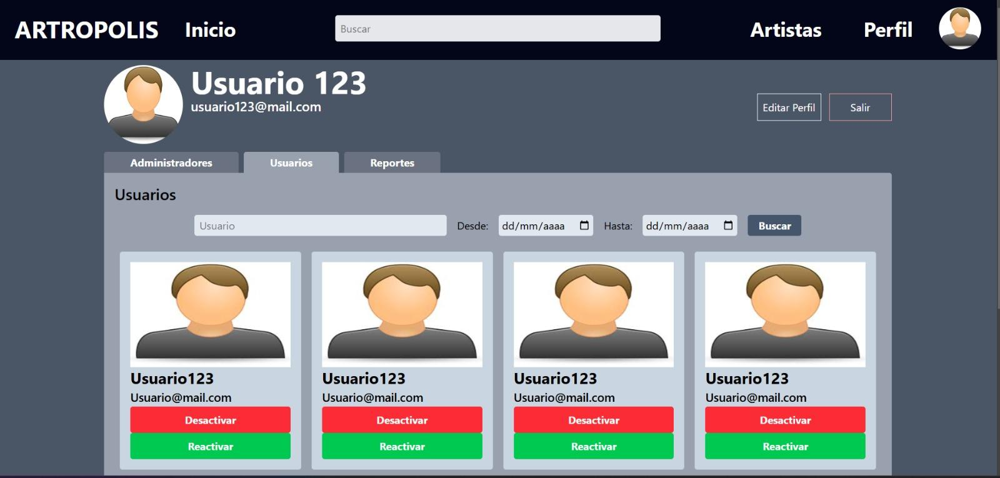 ARTROPOLIS Inicio Buscar Artistas Perfil
Usuario 123
usuario123@mail.com
Editar Perfil Salir
Administradores Usuarios Reportes
Usuarios
Usuario Desde: dd/mm/aaaa Hasta: dd/mm/aaaa Buscar
Usuario123 Usuario123 Usuario123 Usuario123
Usuario@mail.com Usuario@mail.com Usuario@mail.com Usuario@mail.com
Desactivar Desactivar Desactivar Desactivar
Reactivar Reactivar Reactivar Reactivar